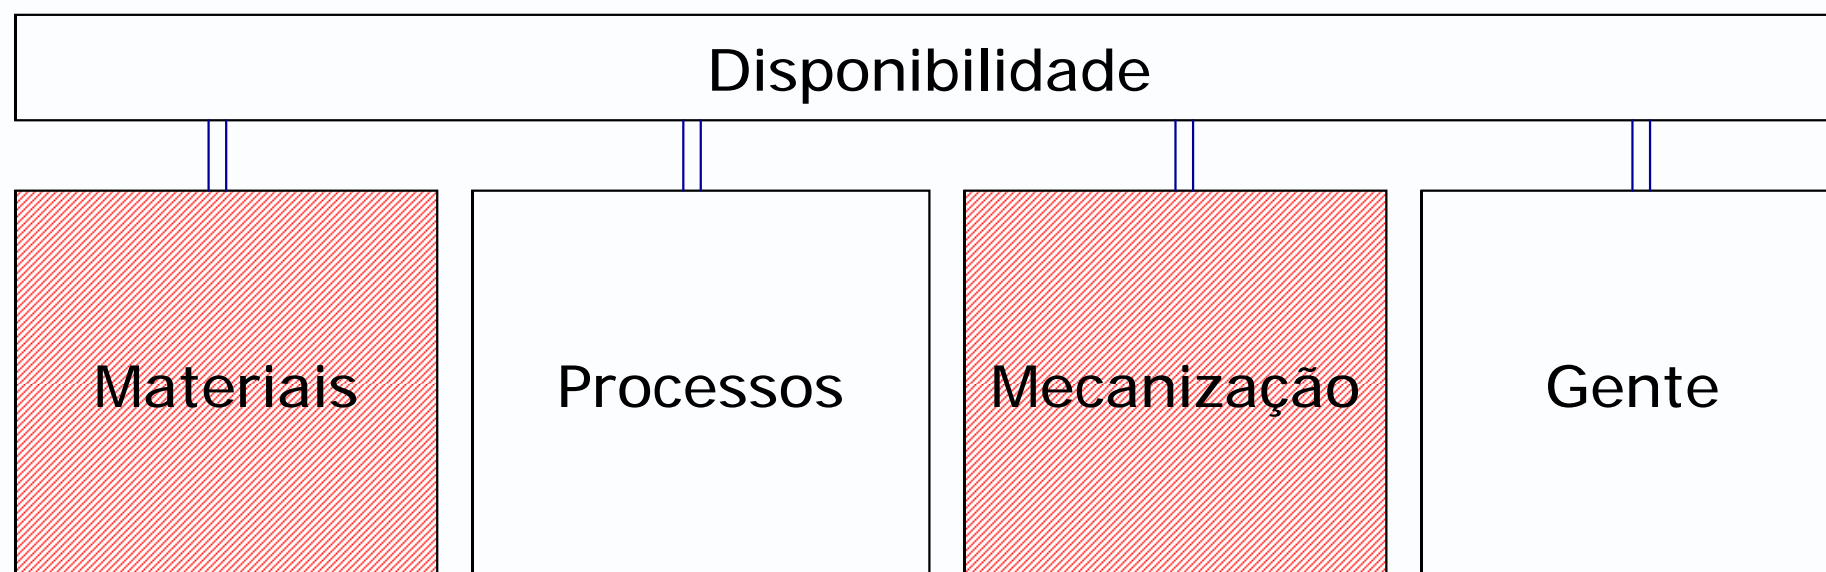 Disponibilidade
Materiais
Processos
Mecanização
Gente